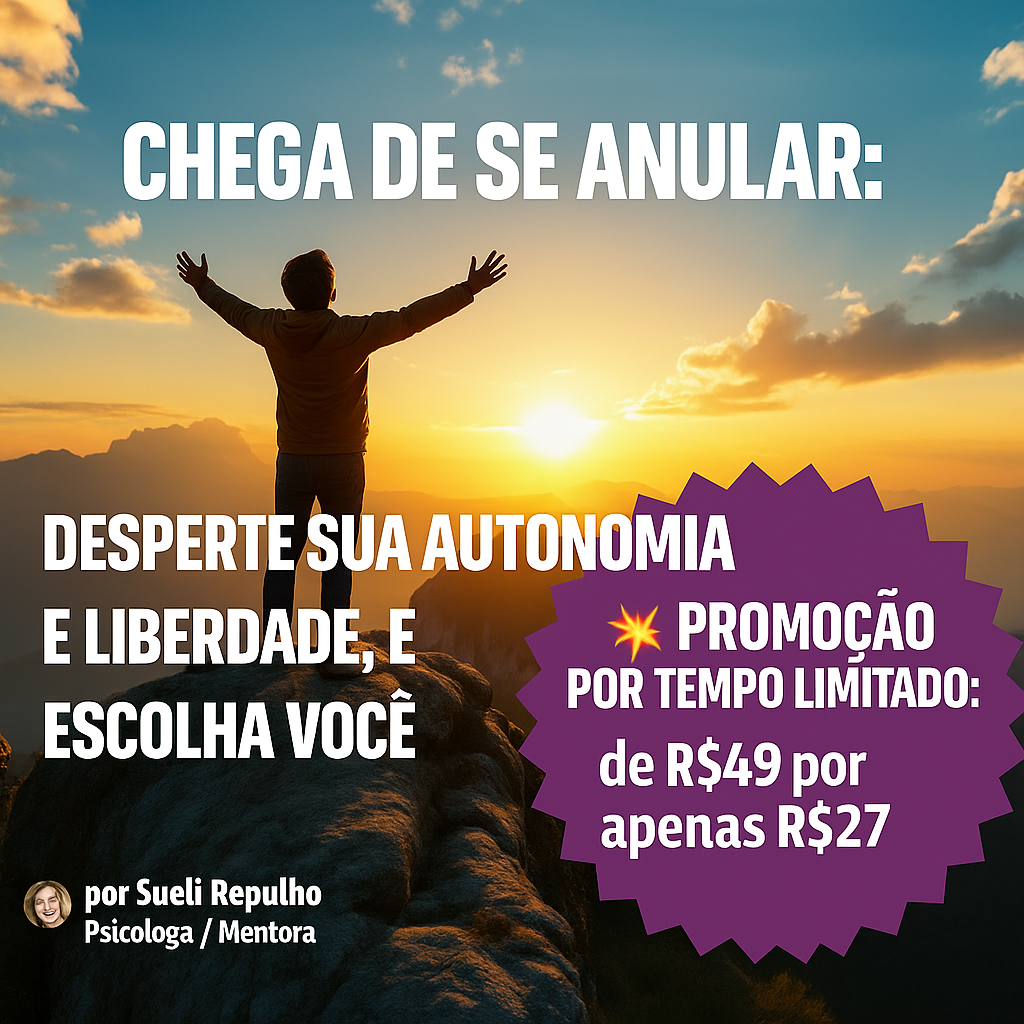 CHEGA DE SE ANULAR:
DESPERTE SUA AUTONOMIA
E LIBERDADE, E
ESCOLHA VOCÊ
💥 PROMOÇÃO
POR TEMPO LIMITADO:
de R$49 por
apenas R$27
por Sueli Repulho
Psicologa / Mentora